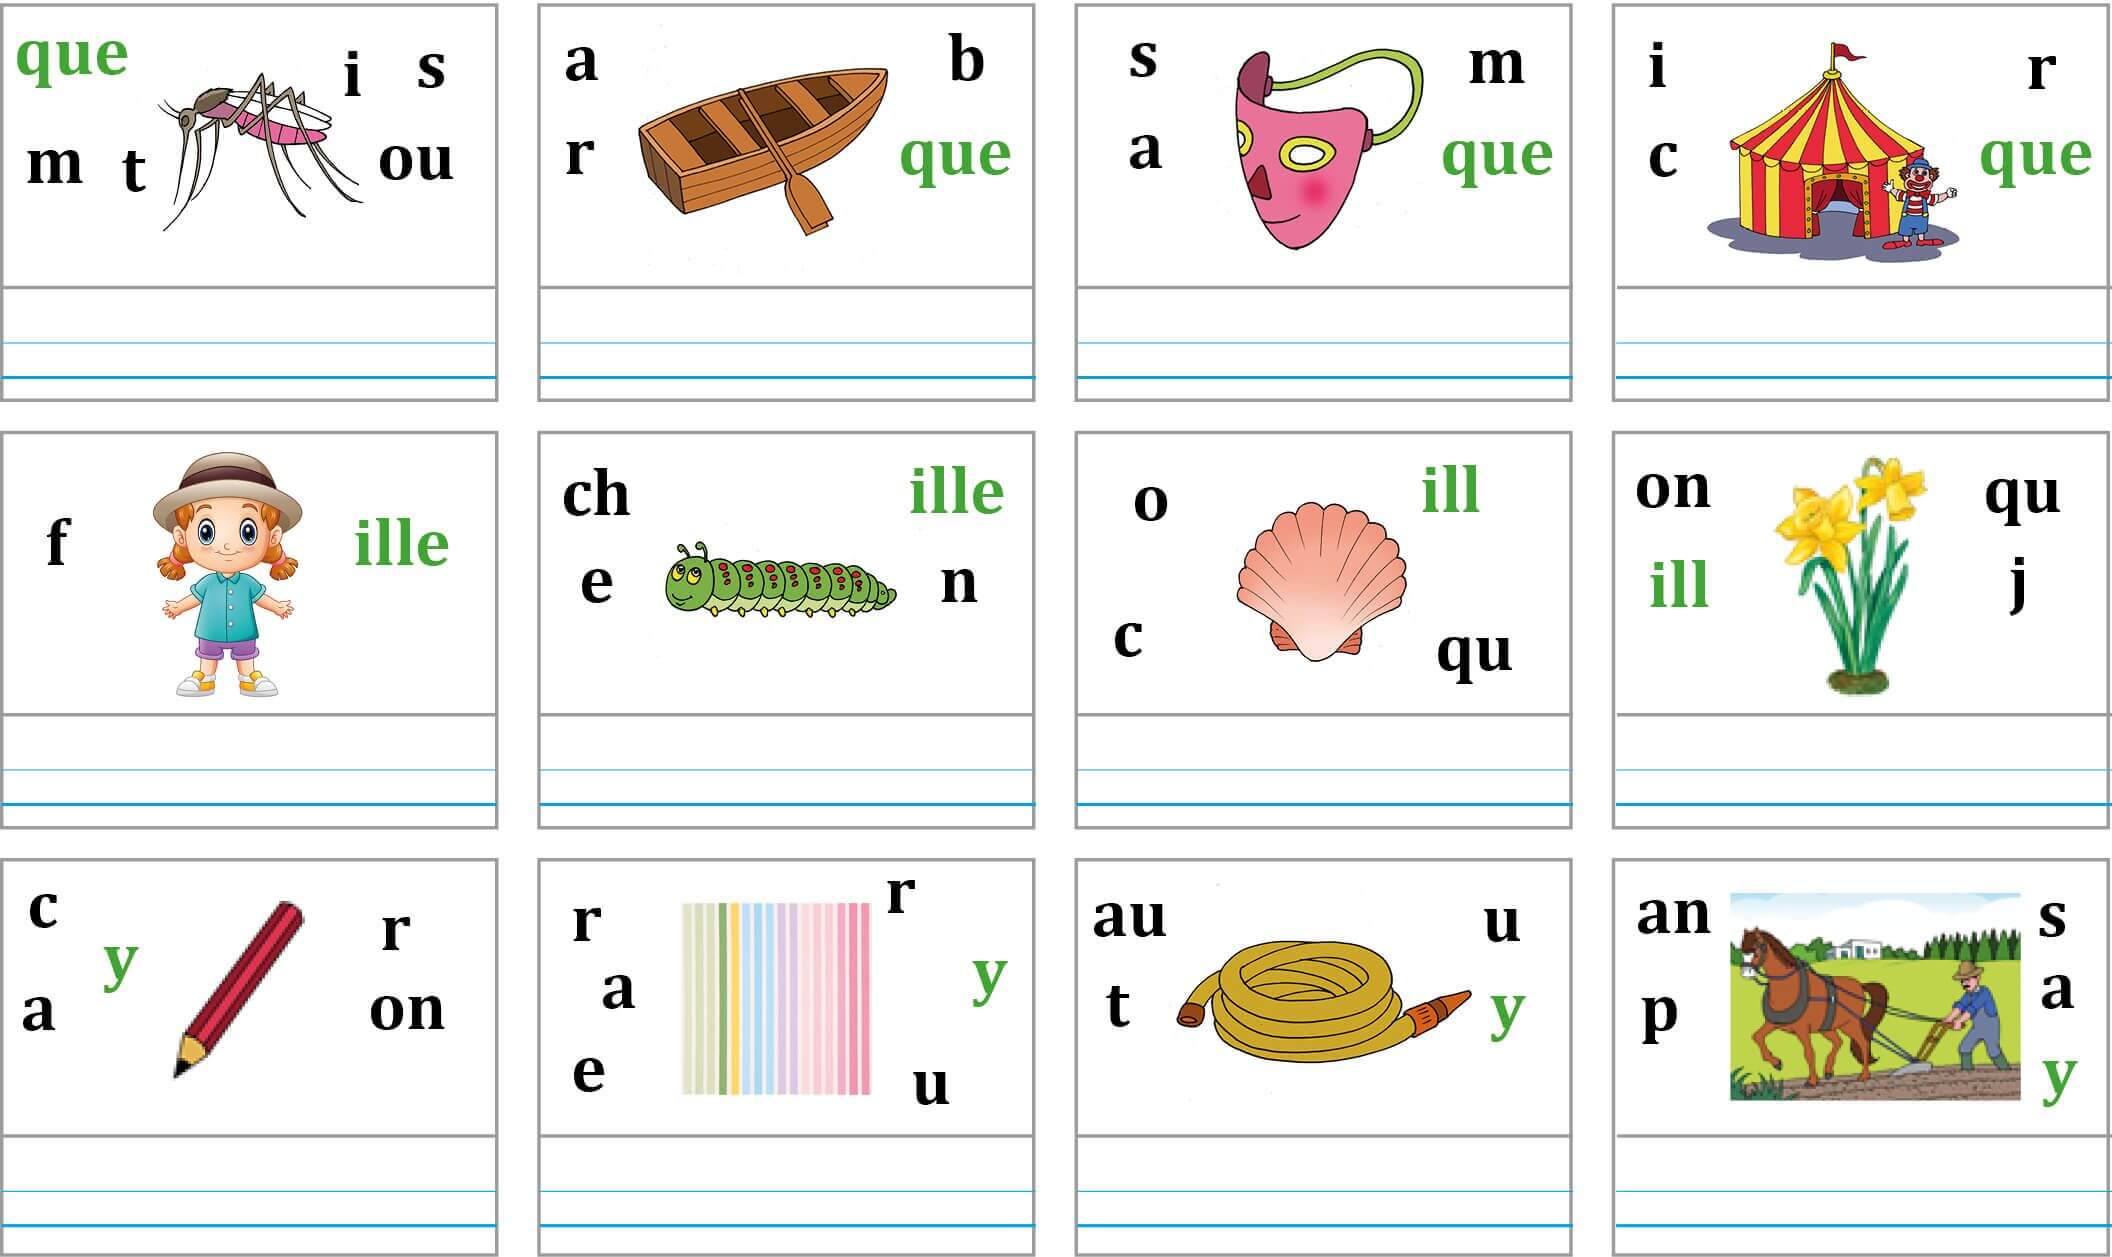 que i s
m t ou
a b
r que
s m
a que
i r
c que
f ille
ch ille
e n
o ill
c qu
on qu
ill j
c r
y
a on
r r
a y
e u
au u
t y
an s
p a
y